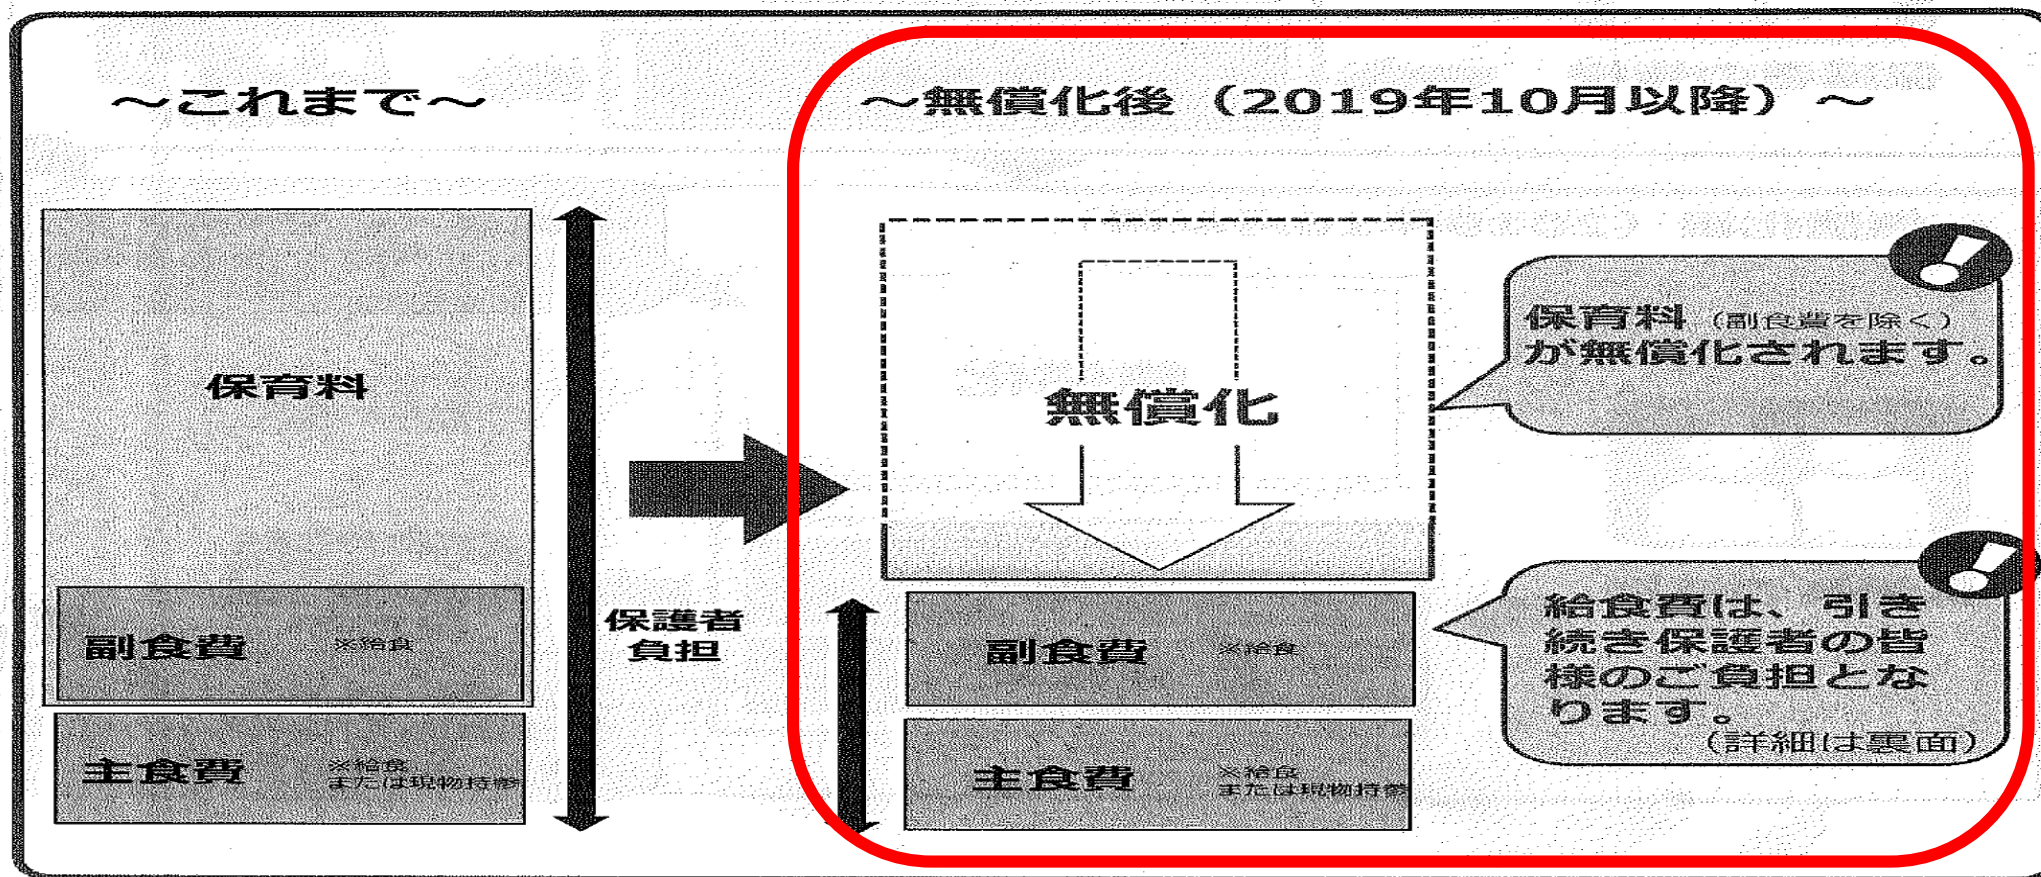 ～これまで～
保育料
副食費 ※給食
主食費 ※給食
または現物持参
保護者
負担
～無償化後（2019年10月以降）～
無償化
副食費 ※給食
主食費 ※給食
または現物持参
保育料（副食費を除く）
が無償化されます。
給食費は、引き
続き保護者の皆
様のご負担とな
ります。
（詳細は裏面）